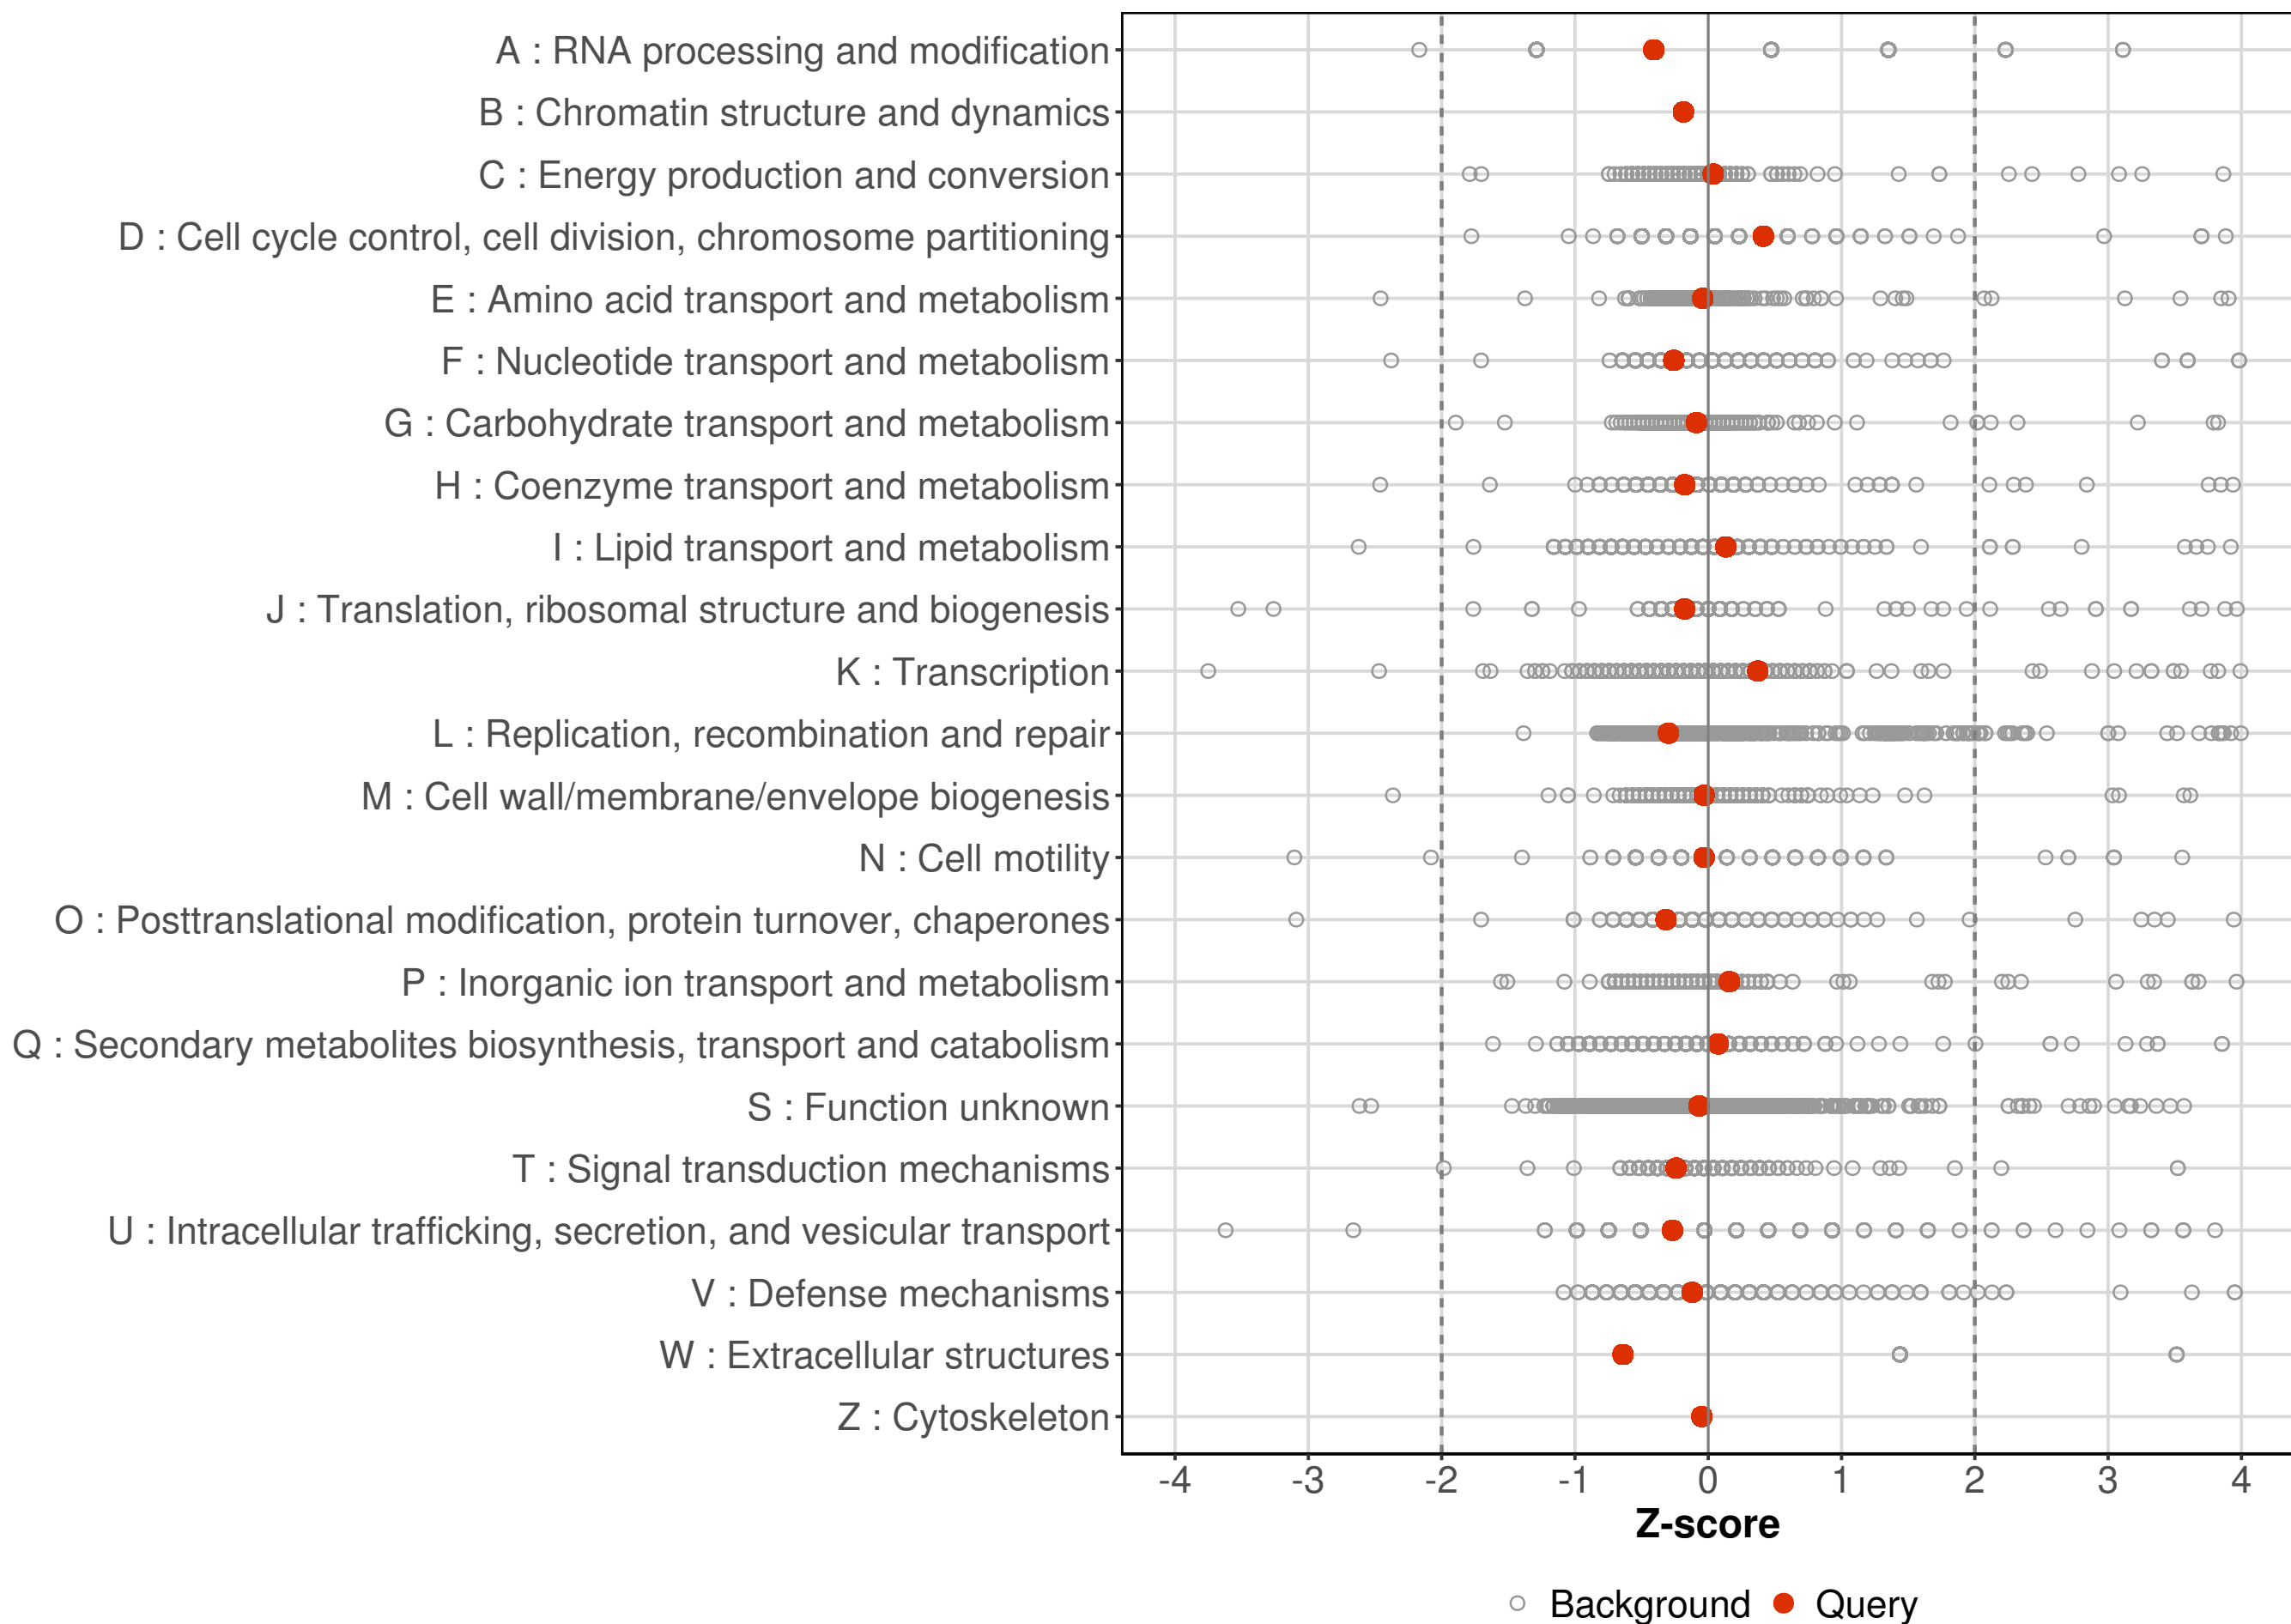 A : RNA processing and modification
B : Chromatin structure and dynamics
C : Energy production and conversion
D : Cell cycle control, cell division, chromosome partitioning
E : Amino acid transport and metabolism
F : Nucleotide transport and metabolism
G : Carbohydrate transport and metabolism
H : Coenzyme transport and metabolism
I : Lipid transport and metabolism
J : Translation, ribosomal structure and biogenesis
K : Transcription
L : Replication, recombination and repair
M : Cell wall/membrane/envelope biogenesis
N : Cell motility
O : Posttranslational modification, protein turnover, chaperones
P : Inorganic ion transport and metabolism
Q : Secondary metabolites biosynthesis, transport and catabolism
S : Function unknown
T : Signal transduction mechanisms
U : Intracellular trafficking, secretion, and vesicular transport
V : Defense mechanisms
W : Extracellular structures
Z : Cytoskeleton
-4 -3 -2 -1 0 1 2 3 4
Z-score
Background Query